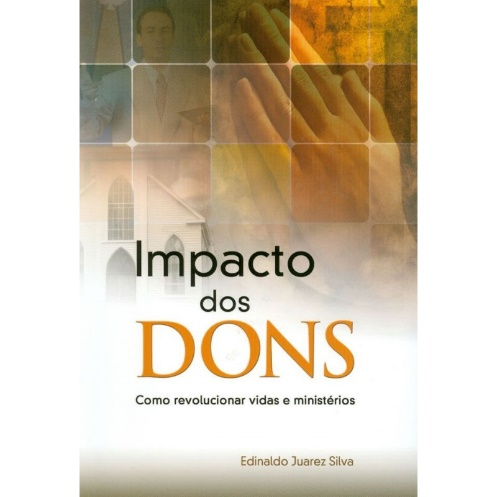 Impacto
dos
DONS
Como revolucionar vidas e ministérios
Edinaldo Juarez Silva